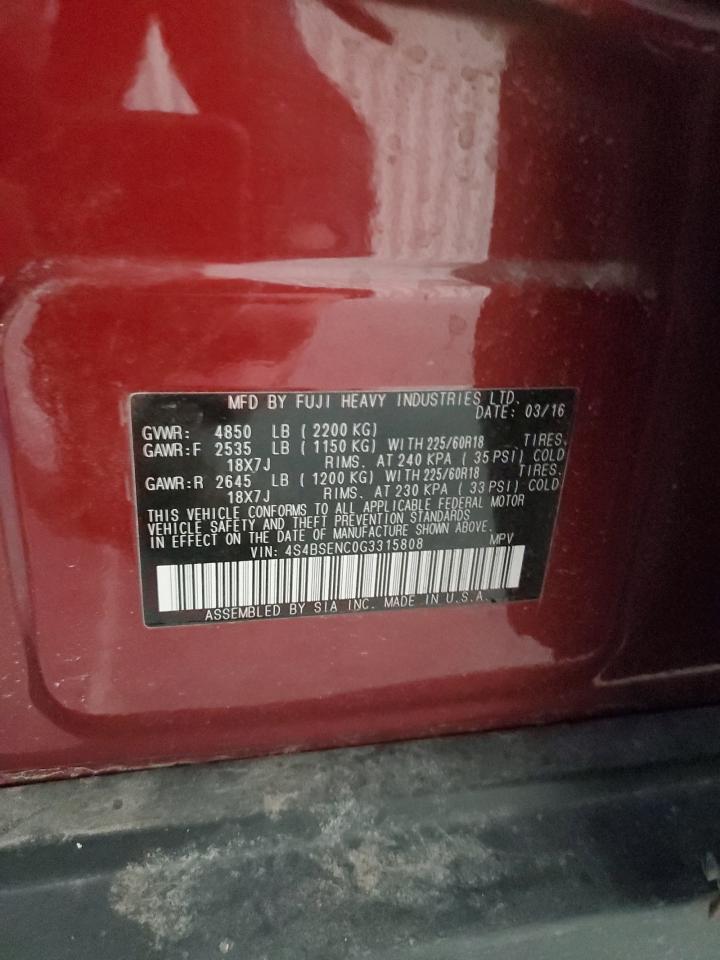 MFD BY FUJI HEAVY INDUSTRIES LTD.
DATE: 03/16
GVWR: 4850 LB ( 2200 KG)
GAWR:F 2535 LB ( 1150 KG) WITH 225/60R18 TIRES.
18X7J RIMS. AT 240 KPA ( 35 PSI) COLD
GAWR:R 2645 LB ( 1200 KG) WITH 225/60R18 TIRES.
18X7J RIMS. AT 230 KPA ( 33 PSI) COLD
THIS VEHICLE CONFORMS TO ALL APPLICABLE FEDERAL MOTOR
VEHICLE SAFETY AND THEFT PREVENTION STANDARDS
IN EFFECT ON THE DATE OF MANUFACTURE SHOWN ABOVE.
VIN: 4S4BSENC0G3315808 MPV
ASSEMBLED BY SIA INC. MADE IN U.S.A.